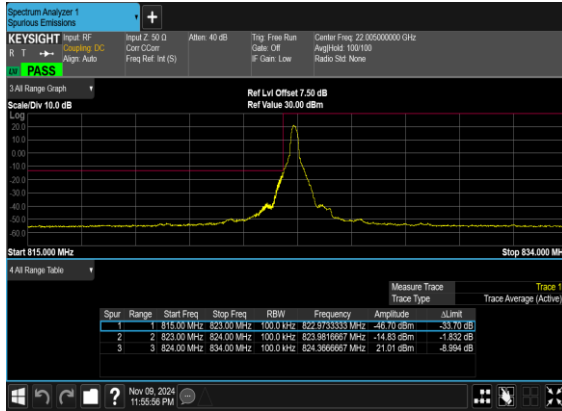 Spectrum Analyzer 1
Spurious Emissions
+
KEYSIGHT Input: RF Input Z: 50 Ω Atten: 40 dB Trig: Free Run Center Freq: 22.005000000 GHz
R T Coupling: DC Corr CCorr Gate: Off Avg|Hold: 100/100
Align: Auto Freq Ref: Int (S) IF Gain: Low Radio Std: None
PASS
3 All Range Graph Ref Lvl Offset 7.50 dB
Scale/Div 10.0 dB Ref Value 30.00 dBm
Log
20.0
10.0
0.00
-10.0
-20.0
-30.0
-40.0
-50.0
-60.0
Start 815.000 MHz Stop 834.000 MH
4 All Range Table
Measure Trace Trace 1
Trace Type Trace Average (Active)
Spur Range Start Freq Stop Freq RBW Frequency Amplitude ΔLimit
1 1 815.00 MHz 823.00 MHz 100.0 kHz 822.9733333 MHz -46.70 dBm -33.70 dB
2 2 823.00 MHz 824.00 MHz 100.0 kHz 823.9816667 MHz -14.83 dBm -1.832 dB
3 3 824.00 MHz 834.00 MHz 100.0 kHz 824.3666667 MHz 21.01 dBm -8.994 dB
? Nov 09, 2024
11:55:56 PM